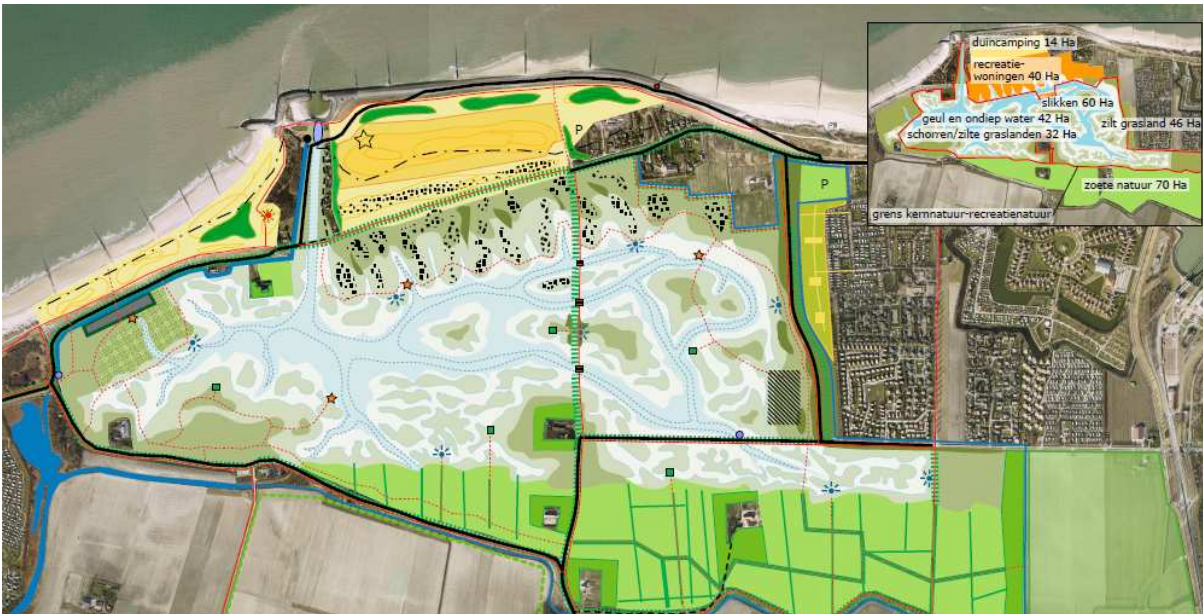 duincamping 14 Ha
recreatie-
woningen 40 Ha
slikken 60 Ha
geul en ondiep water 42 Ha
zilt grasland 46 Ha
schorren/zilte graslanden 32 Ha
zoete natuur 70 Ha
grens kernnatuur-recreatienatuur
P
P